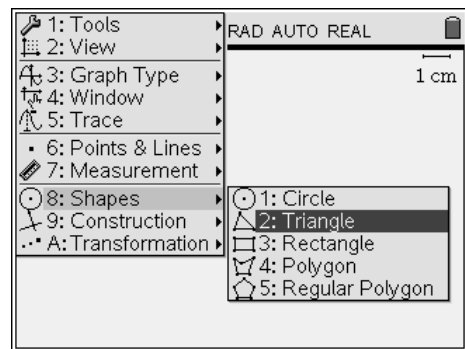 1: Tools
2: View
3: Graph Type
4: Window
5: Trace
6: Points & Lines
7: Measurement
8: Shapes
9: Construction
A: Transformation
RAD AUTO REAL
1 cm
1: Circle
2: Triangle
3: Rectangle
4: Polygon
5: Regular Polygon